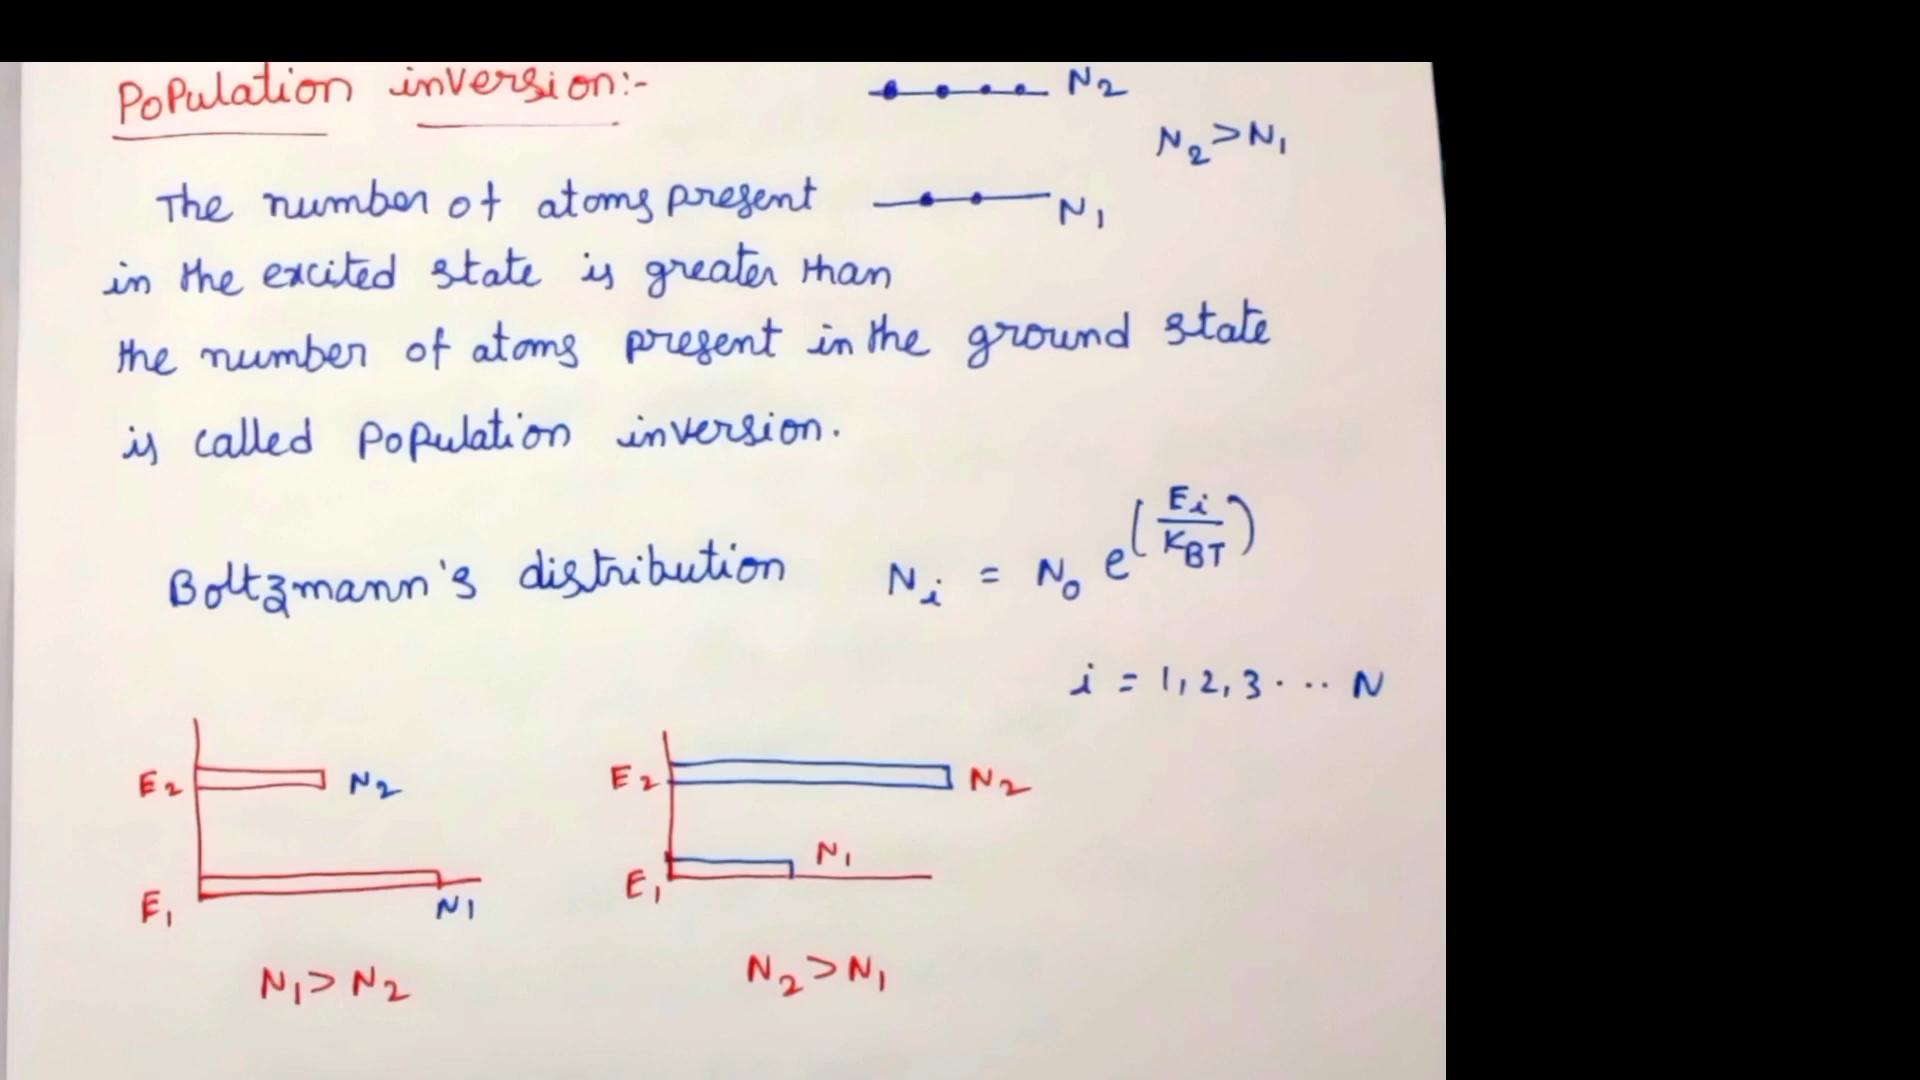 Population inversion:-
N2
N2 > N1
The number of atoms present
N1
in the excited state is greater than
the number of atoms present in the ground state
is called population inversion.
Boltzmann's distribution Ni = N0 e^(Ei/KBT)
i = 1, 2, 3 . ... N
E2 N2
E1 N1
N1 > N2
E2 N2
E1 N1
N2 > N1